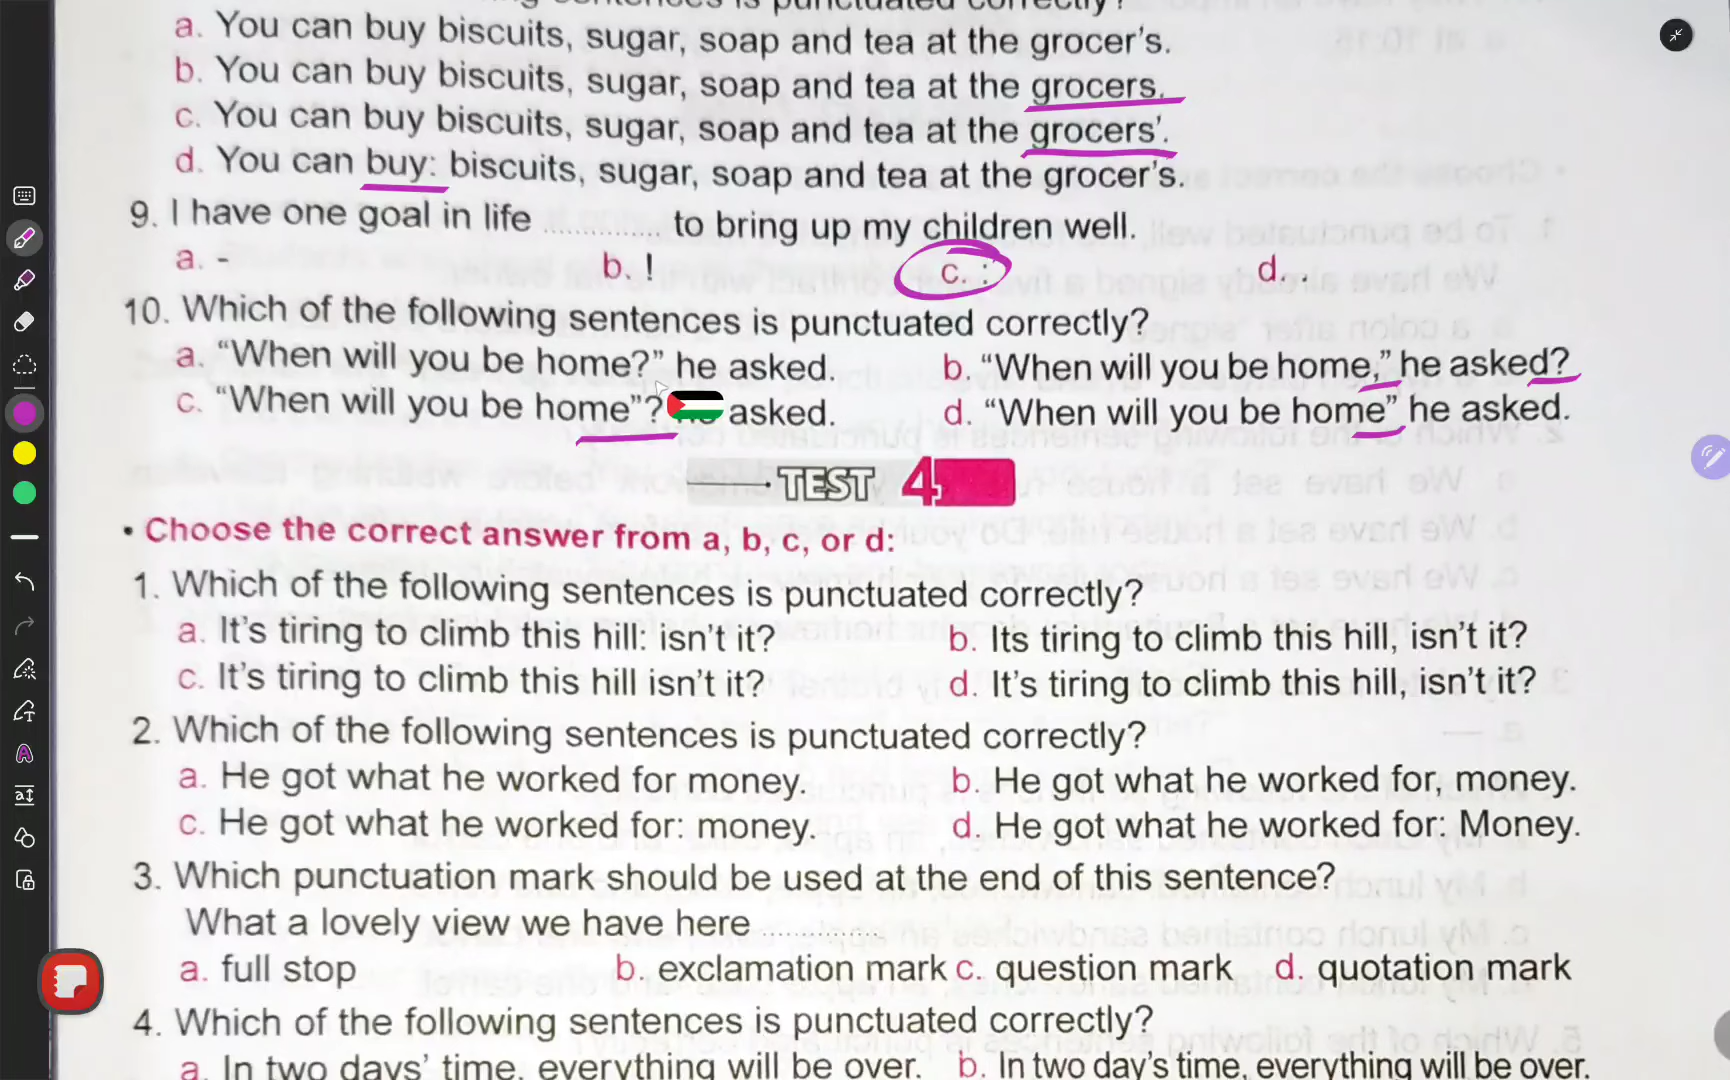 sentences is punctuated correctly?
a. You can buy biscuits, sugar, soap and tea at the grocer's.
b. You can buy biscuits, sugar, soap and tea at the grocers.
c. You can buy biscuits, sugar, soap and tea at the grocers'.
d. You can buy: biscuits, sugar, soap and tea at the grocer's.
9. I have one goal in life .............. to bring up my children well.
a. - b. ! c. : d. .
10. Which of the following sentences is punctuated correctly?
a. “When will you be home?” he asked. b. “When will you be home,” he asked?
c. “When will you be home”? he asked. d. “When will you be home” he asked.
TEST 4
• Choose the correct answer from a, b, c, or d:
1. Which of the following sentences is punctuated correctly?
a. It's tiring to climb this hill: isn't it? b. Its tiring to climb this hill, isn't it?
c. It's tiring to climb this hill isn't it? d. It's tiring to climb this hill, isn't it?
2. Which of the following sentences is punctuated correctly?
a. He got what he worked for money. b. He got what he worked for, money.
c. He got what he worked for: money. d. He got what he worked for: Money.
3. Which punctuation mark should be used at the end of this sentence?
What a lovely view we have here ..............
a. full stop b. exclamation mark c. question mark d. quotation mark
4. Which of the following sentences is punctuated correctly?
a. In two days' time, everything will be over. b. In two day's time, everything will be over.